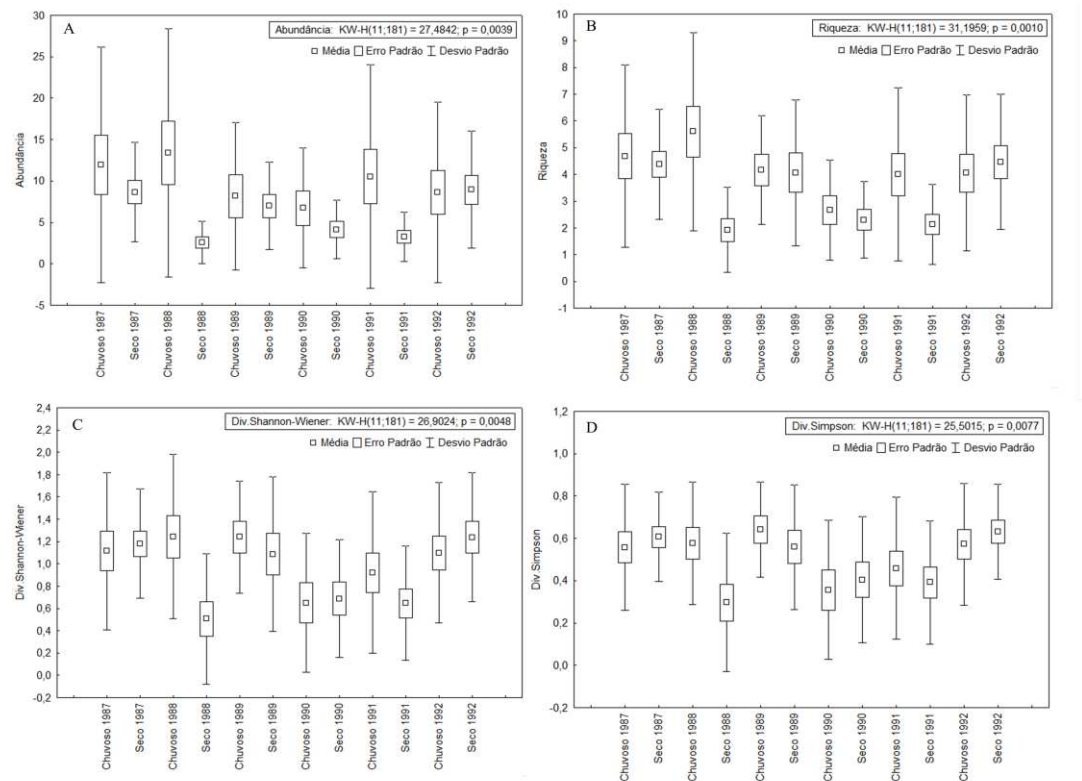 A
Abundância: KW-H(11;181) = 27,4842; p = 0,0039
Média Erro Padrão Desvio Padrão
Abundância
30
25
20
15
10
5
0
-5
Chuvoso 1987
Seco 1987
Chuvoso 1988
Seco 1988
Chuvoso 1989
Seco 1989
Chuvoso 1990
Seco 1990
Chuvoso 1991
Seco 1991
Chuvoso 1992
Seco 1992
B
Riqueza: KW-H(11;181) = 31,1959; p = 0,0010
Média Erro Padrão Desvio Padrão
Riqueza
10
9
8
7
6
5
4
3
2
1
0
-1
Chuvoso 1987
Seco 1987
Chuvoso 1988
Seco 1988
Chuvoso 1989
Seco 1989
Chuvoso 1990
Seco 1990
Chuvoso 1991
Seco 1991
Chuvoso 1992
Seco 1992
C
Div.Shannon-Wiener: KW-H(11;181) = 26,9024; p = 0,0048
Média Erro Padrão Desvio Padrão
Div Shannon-Wiener
2,4
2,2
2,0
1,8
1,6
1,4
1,2
1,0
0,8
0,6
0,4
0,2
0,0
-0,2
Chuvoso 1987
Seco 1987
Chuvoso 1988
Seco 1988
Chuvoso 1989
Seco 1989
Chuvoso 1990
Seco 1990
Chuvoso 1991
Seco 1991
Chuvoso 1992
Seco 1992
D
Div.Simpson: KW-H(11;181) = 25,5015; p = 0,0077
Média Erro Padrão Desvio Padrão
Div.Simpson
1,2
1,0
0,8
0,6
0,4
0,2
0,0
-0,2
Chuvoso 1987
Seco 1987
Chuvoso 1988
Seco 1988
Chuvoso 1989
Seco 1989
Chuvoso 1990
Seco 1990
Chuvoso 1991
Seco 1991
Chuvoso 1992
Seco 1992